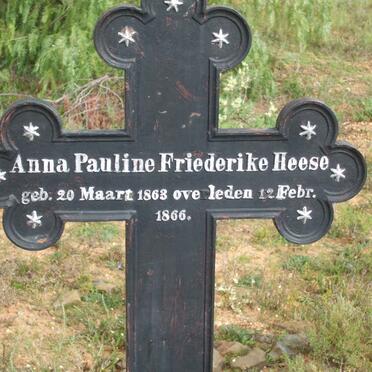 Anna Pauline Friederike Heese
geb. 20 Maart 1863 ove leden 12 Febr.
1866.